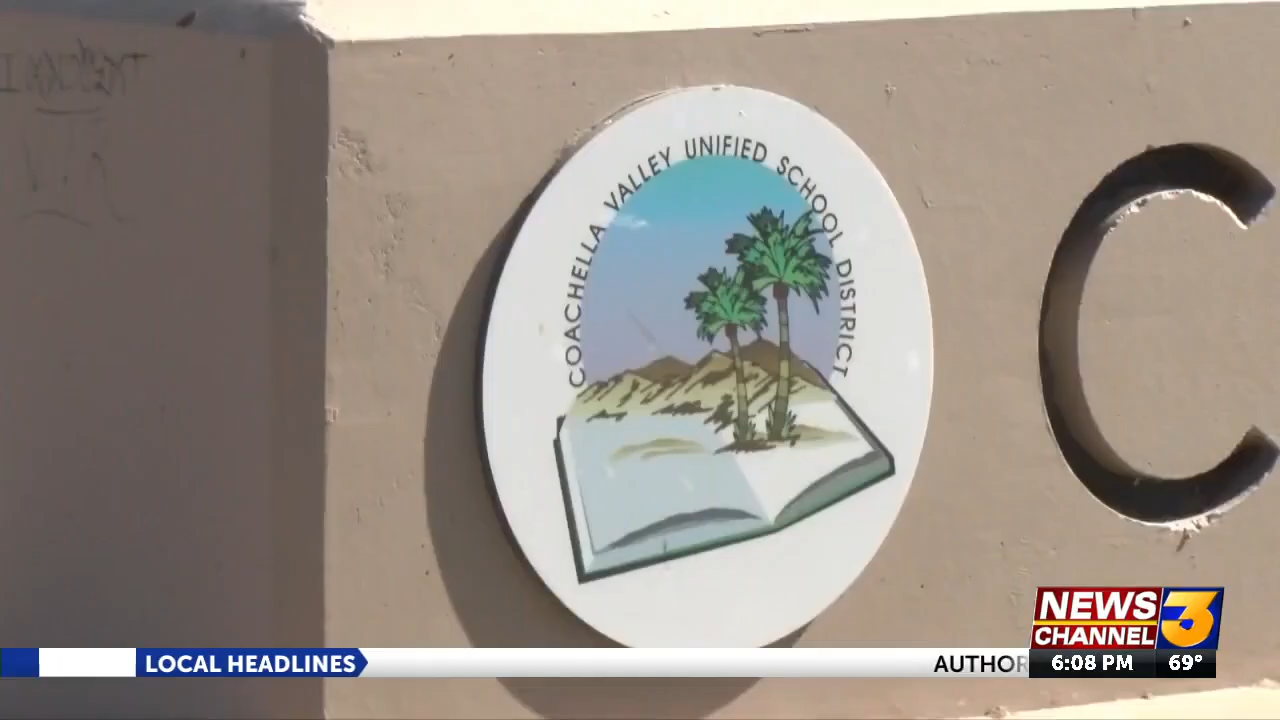 COACHELLA VALLEY UNIFIED SCHOOL DISTRICT
C
NEWS
CHANNEL 3
LOCAL HEADLINES
AUTHOR
6:08 PM 69°